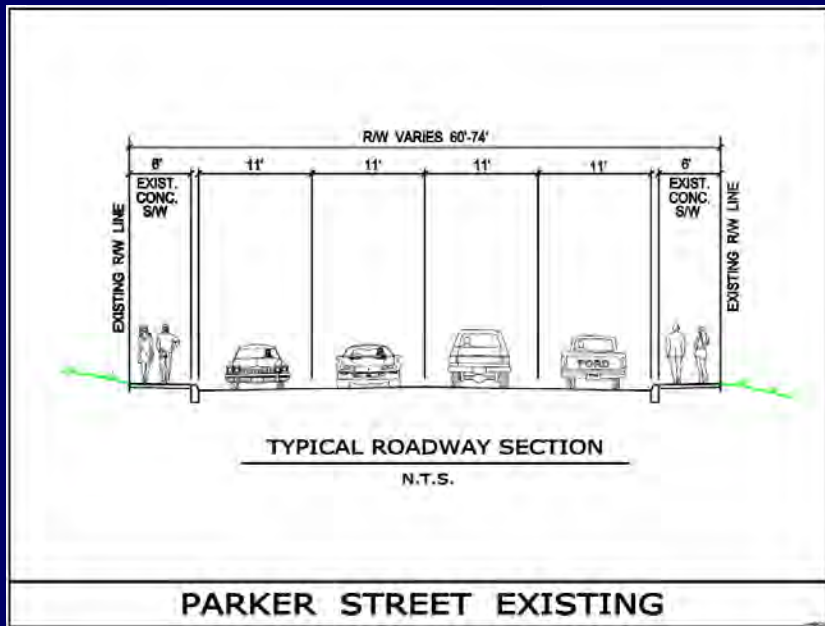 R/W VARIES 60'-74'
6' 11' 11' 11' 11' 6'
EXIST.
CONC.
S/W
EXIST.
CONC.
S/W
EXISTING R/W LINE
EXISTING R/W LINE
FORD
TYPICAL ROADWAY SECTION
N.T.S.
PARKER STREET EXISTING